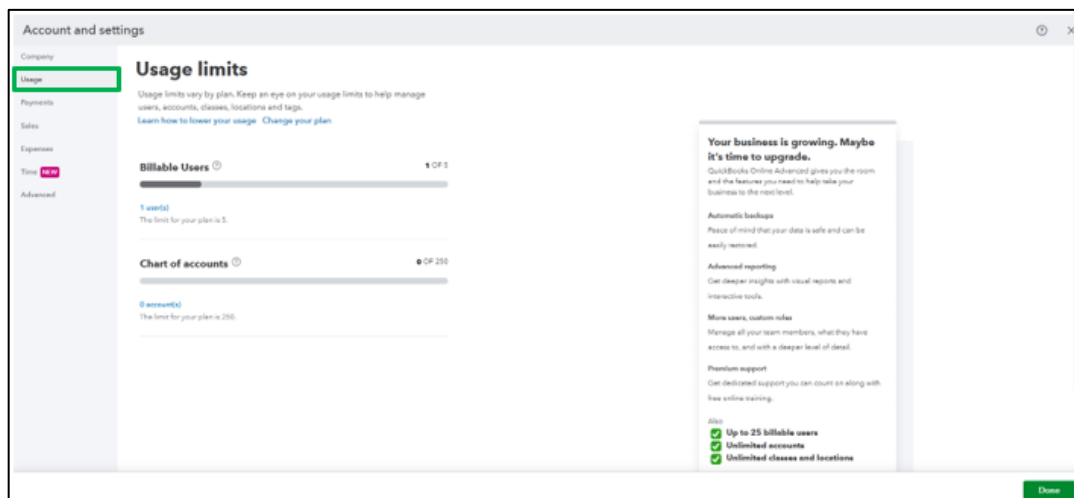 Account and settings
Company
Usage
Payments
Sales
Expenses
Time NEW
Advanced
Usage limits
Usage limits vary by plan. Keep an eye on your usage limits to help manage
users, accounts, classes, locations and tags.
Learn how to lower your usage Change your plan
Billable Users
1 OF 5
1 user(s)
The limit for your plan is 5.
Chart of accounts
0 OF 250
0 account(s)
The limit for your plan is 250.
Your business is growing. Maybe
it's time to upgrade.
QuickBooks Online Advanced gives you the room
and the features you need to help take your
business to the next level.
Automatic backups
Peace of mind that your data is safe and can be
easily restored.
Advanced reporting
Get deeper insights with visual reports and
interactive tools.
More users, custom roles
Manage all your team members, what they have
access to, and with a deeper level of detail.
Premium support
Get dedicated support you can count on along with
free online training.
Also
Up to 25 billable users
Unlimited accounts
Unlimited classes and locations
Done